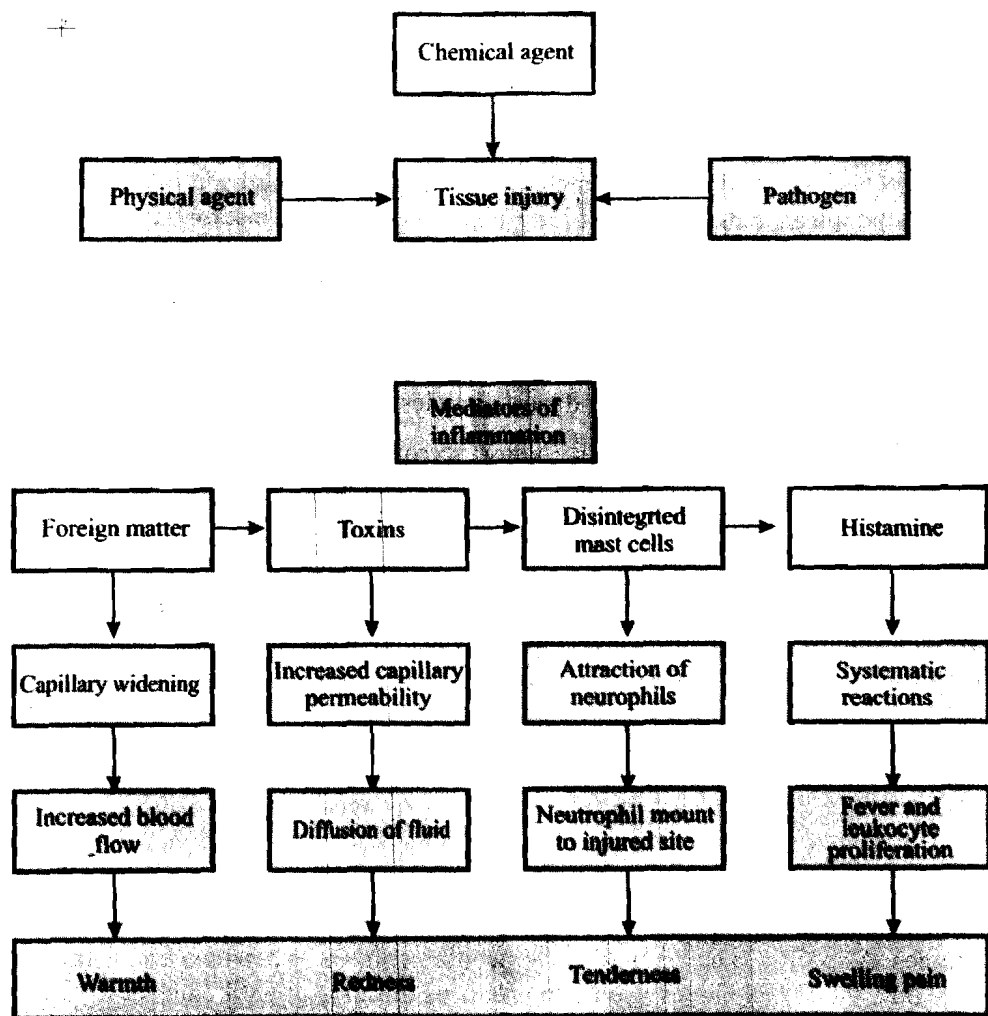 Chemical agent
Physical agent
Tissue injury
Pathogen
Mediators of
inflammation
Foreign matter
Toxins
Disintegrted
mast cells
Histamine
Capillary widening
Increased capillary
permeability
Attraction of
neurophils
Systematic
reactions
Increased blood
flow
Diffusion of fluid
Neutrophil mount
to injured site
Fever and
leukocyte
proliferation
Warmth
Redness
Tenderness
Swelling pain